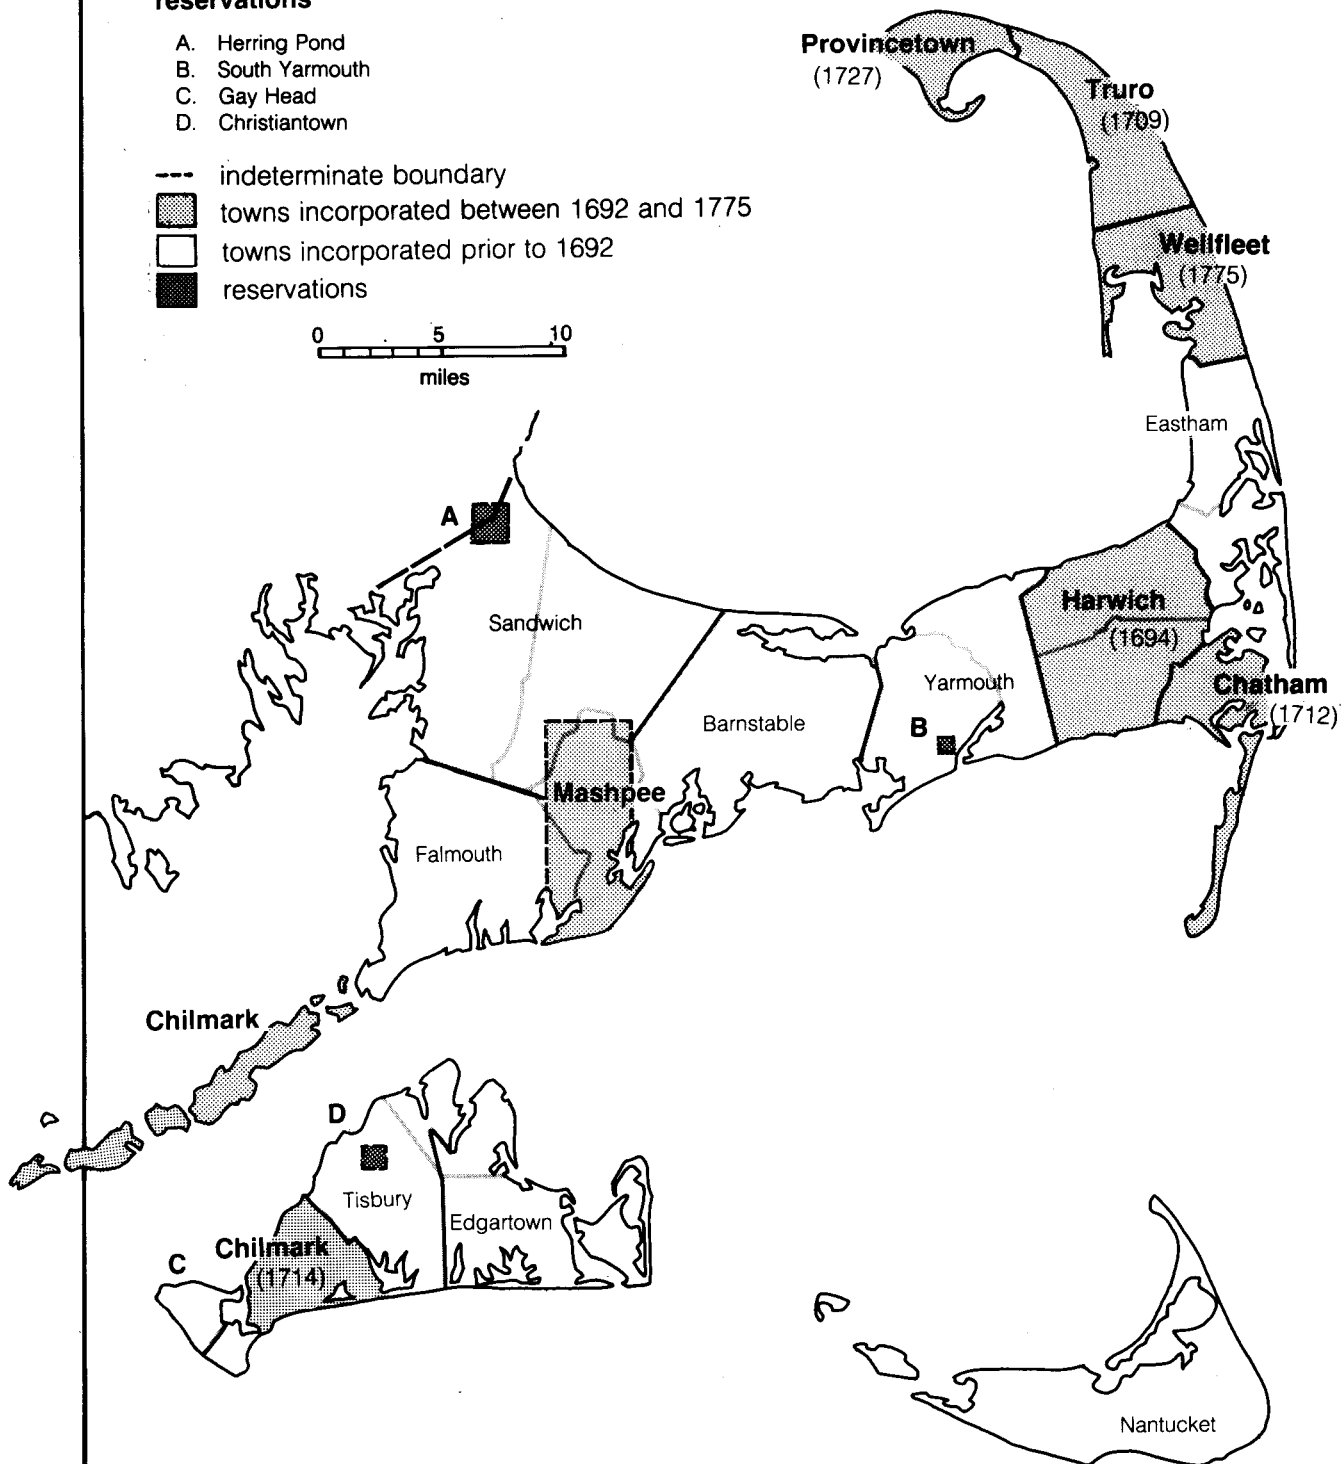 reservations
A. Herring Pond
B. South Yarmouth
C. Gay Head
D. Christiantown
indeterminate boundary
towns incorporated between 1692 and 1775
towns incorporated prior to 1692
reservations
0 5 10
miles
Provincetown
(1727)
Truro
(1709)
Wellfleet
(1775)
Eastham
A
Sandwich
Harwich
(1694)
Yarmouth
Chatham
(1712)
Barnstable
B
Mashpee
Falmouth
Chilmark
D
Tisbury
Edgartown
Chilmark
(1714)
C
Nantucket